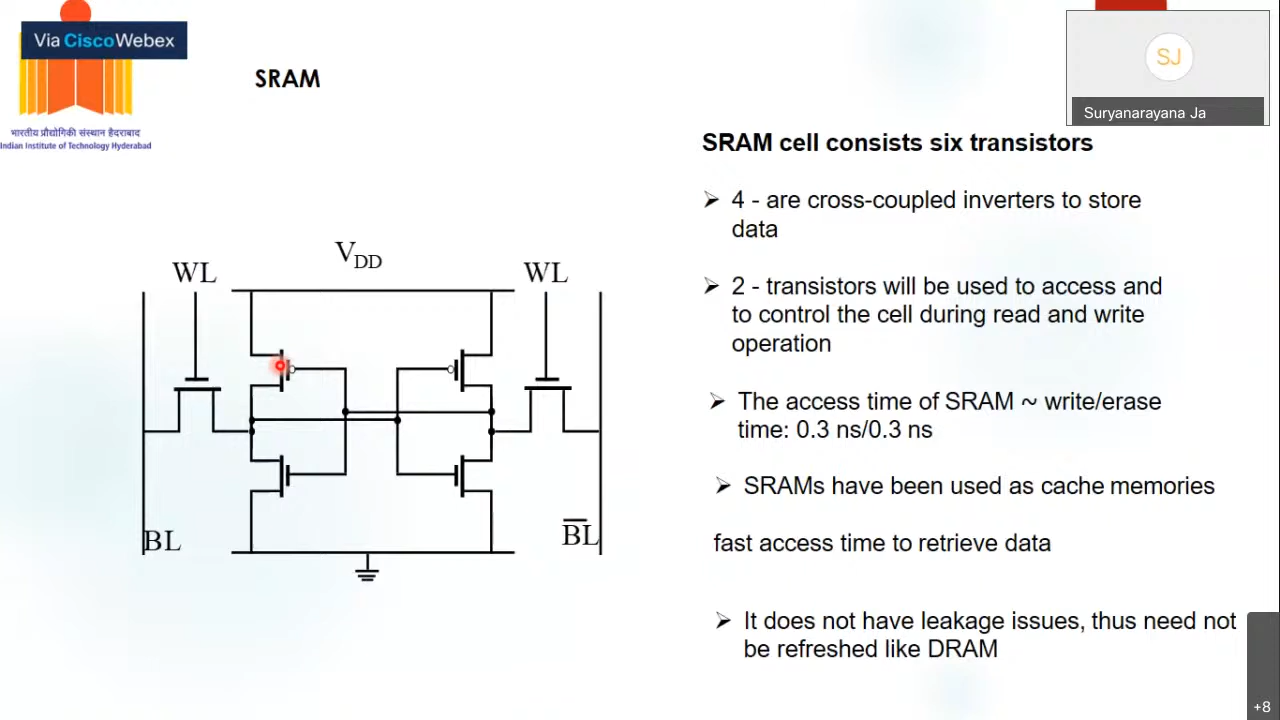 Via Cisco Webex
भारतीय प्रौद्योगिकी संस्थान हैदराबाद
Indian Institute of Technology Hyderabad
SRAM
SJ
Suryanarayana Ja
SRAM cell consists six transistors
4 - are cross-coupled inverters to store
data
2 - transistors will be used to access and
to control the cell during read and write
operation
The access time of SRAM ~ write/erase
time: 0.3 ns/0.3 ns
SRAMs have been used as cache memories
fast access time to retrieve data
It does not have leakage issues, thus need not
be refreshed like DRAM
VDD
WL
WL
BL
B̅L
+8